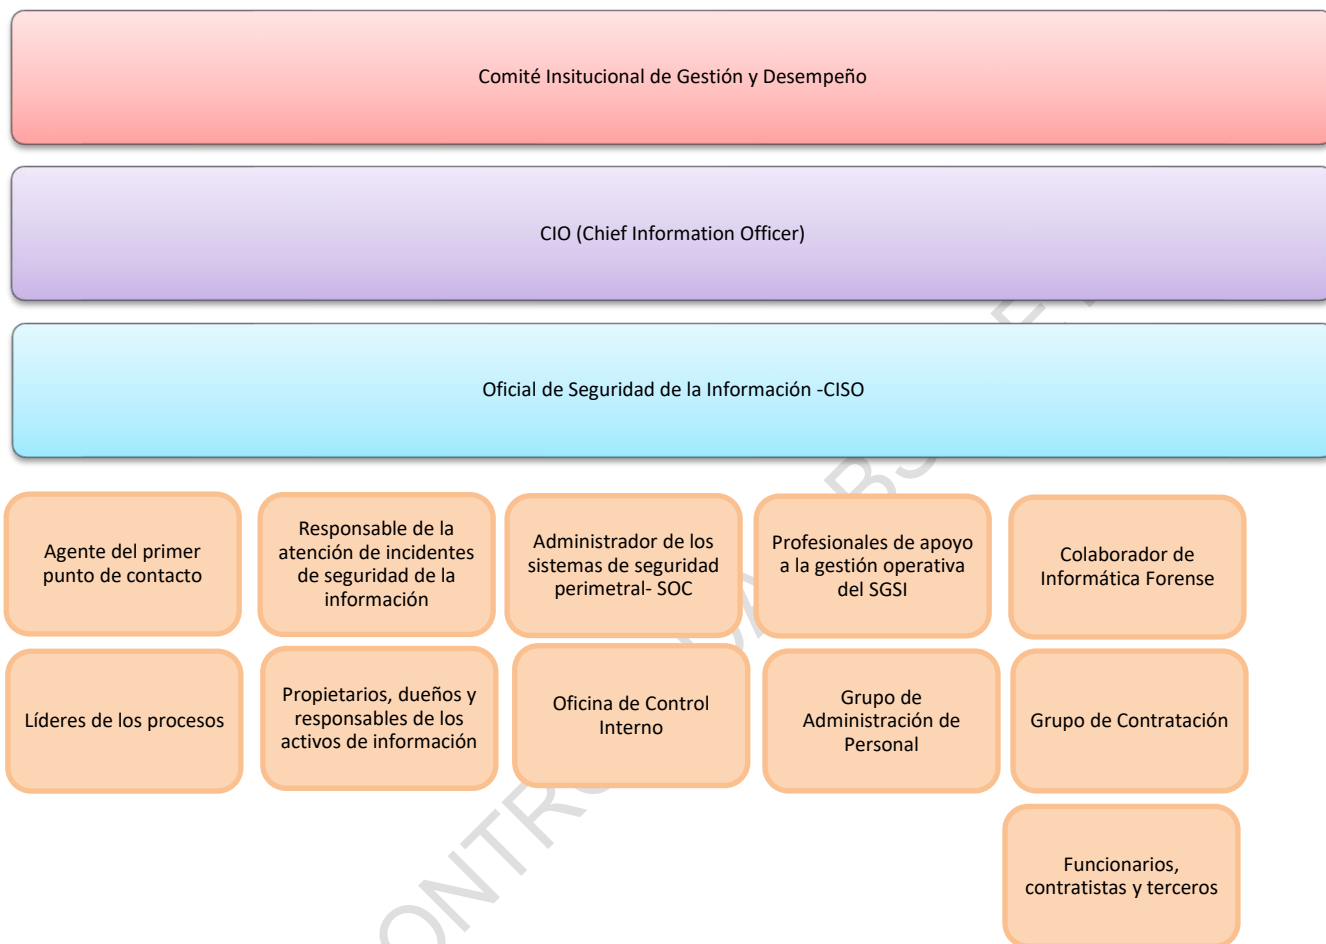 Comité Insitucional de Gestión y Desempeño
CIO (Chief Information Officer)
Oficial de Seguridad de la Información -CISO
Agente del primer
punto de contacto
Responsable de la
atención de incidentes
de seguridad de la
información
Administrador de los
sistemas de seguridad
perimetral- SOC
Profesionales de apoyo
a la gestión operativa
del SGSI
Colaborador de
Informática Forense
Líderes de los procesos
Propietarios, dueños y
responsables de los
activos de información
Oficina de Control
Interno
Grupo de
Administración de
Personal
Grupo de Contratación
Funcionarios,
contratistas y terceros